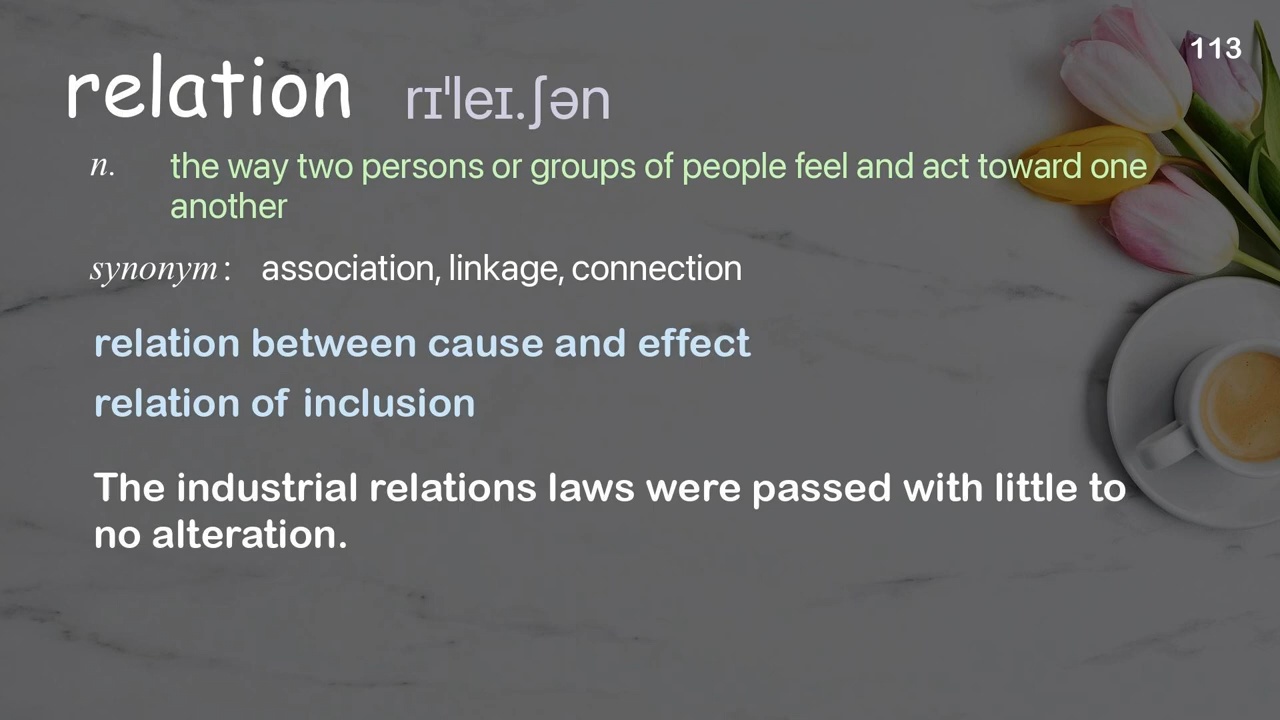 113
relation rɪˈleɪ.ʃən
n. the way two persons or groups of people feel and act toward one
another
synonym: association, linkage, connection
relation between cause and effect
relation of inclusion
The industrial relations laws were passed with little to
no alteration.